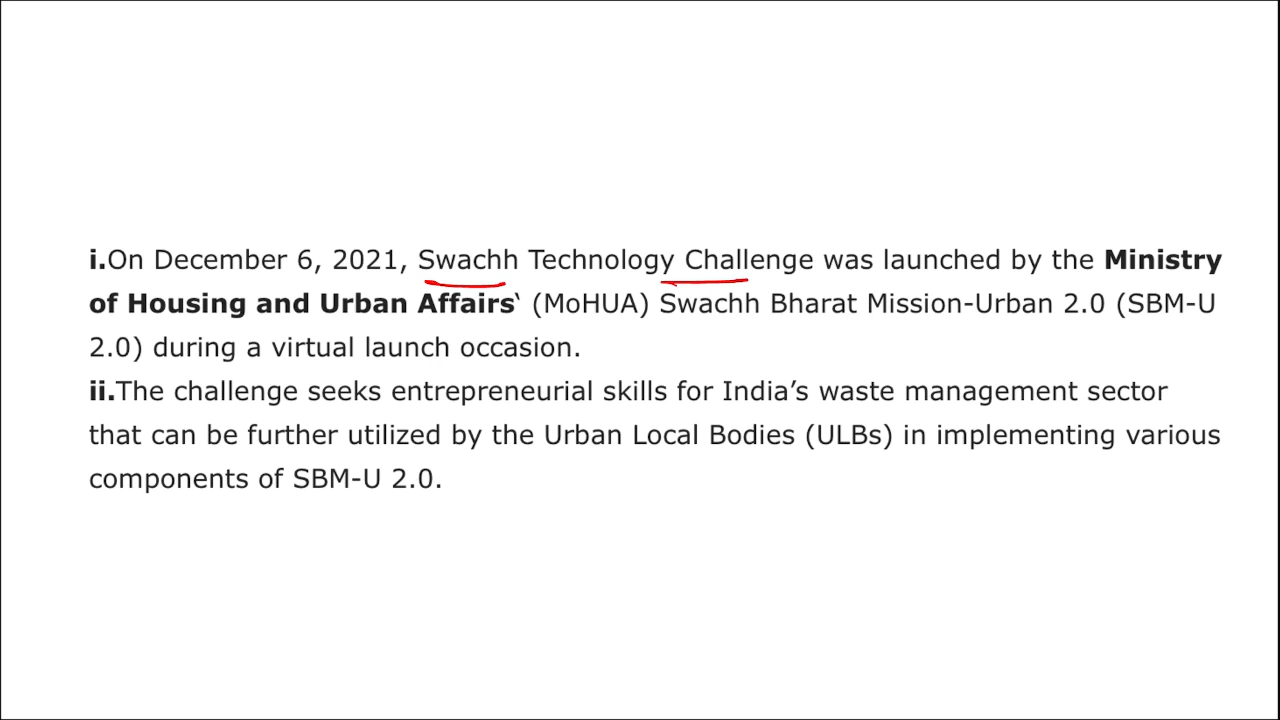 i.On December 6, 2021, Swachh Technology Challenge was launched by the Ministry
of Housing and Urban Affairs‘ (MoHUA) Swachh Bharat Mission-Urban 2.0 (SBM-U
2.0) during a virtual launch occasion.
ii.The challenge seeks entrepreneurial skills for India’s waste management sector
that can be further utilized by the Urban Local Bodies (ULBs) in implementing various
components of SBM-U 2.0.